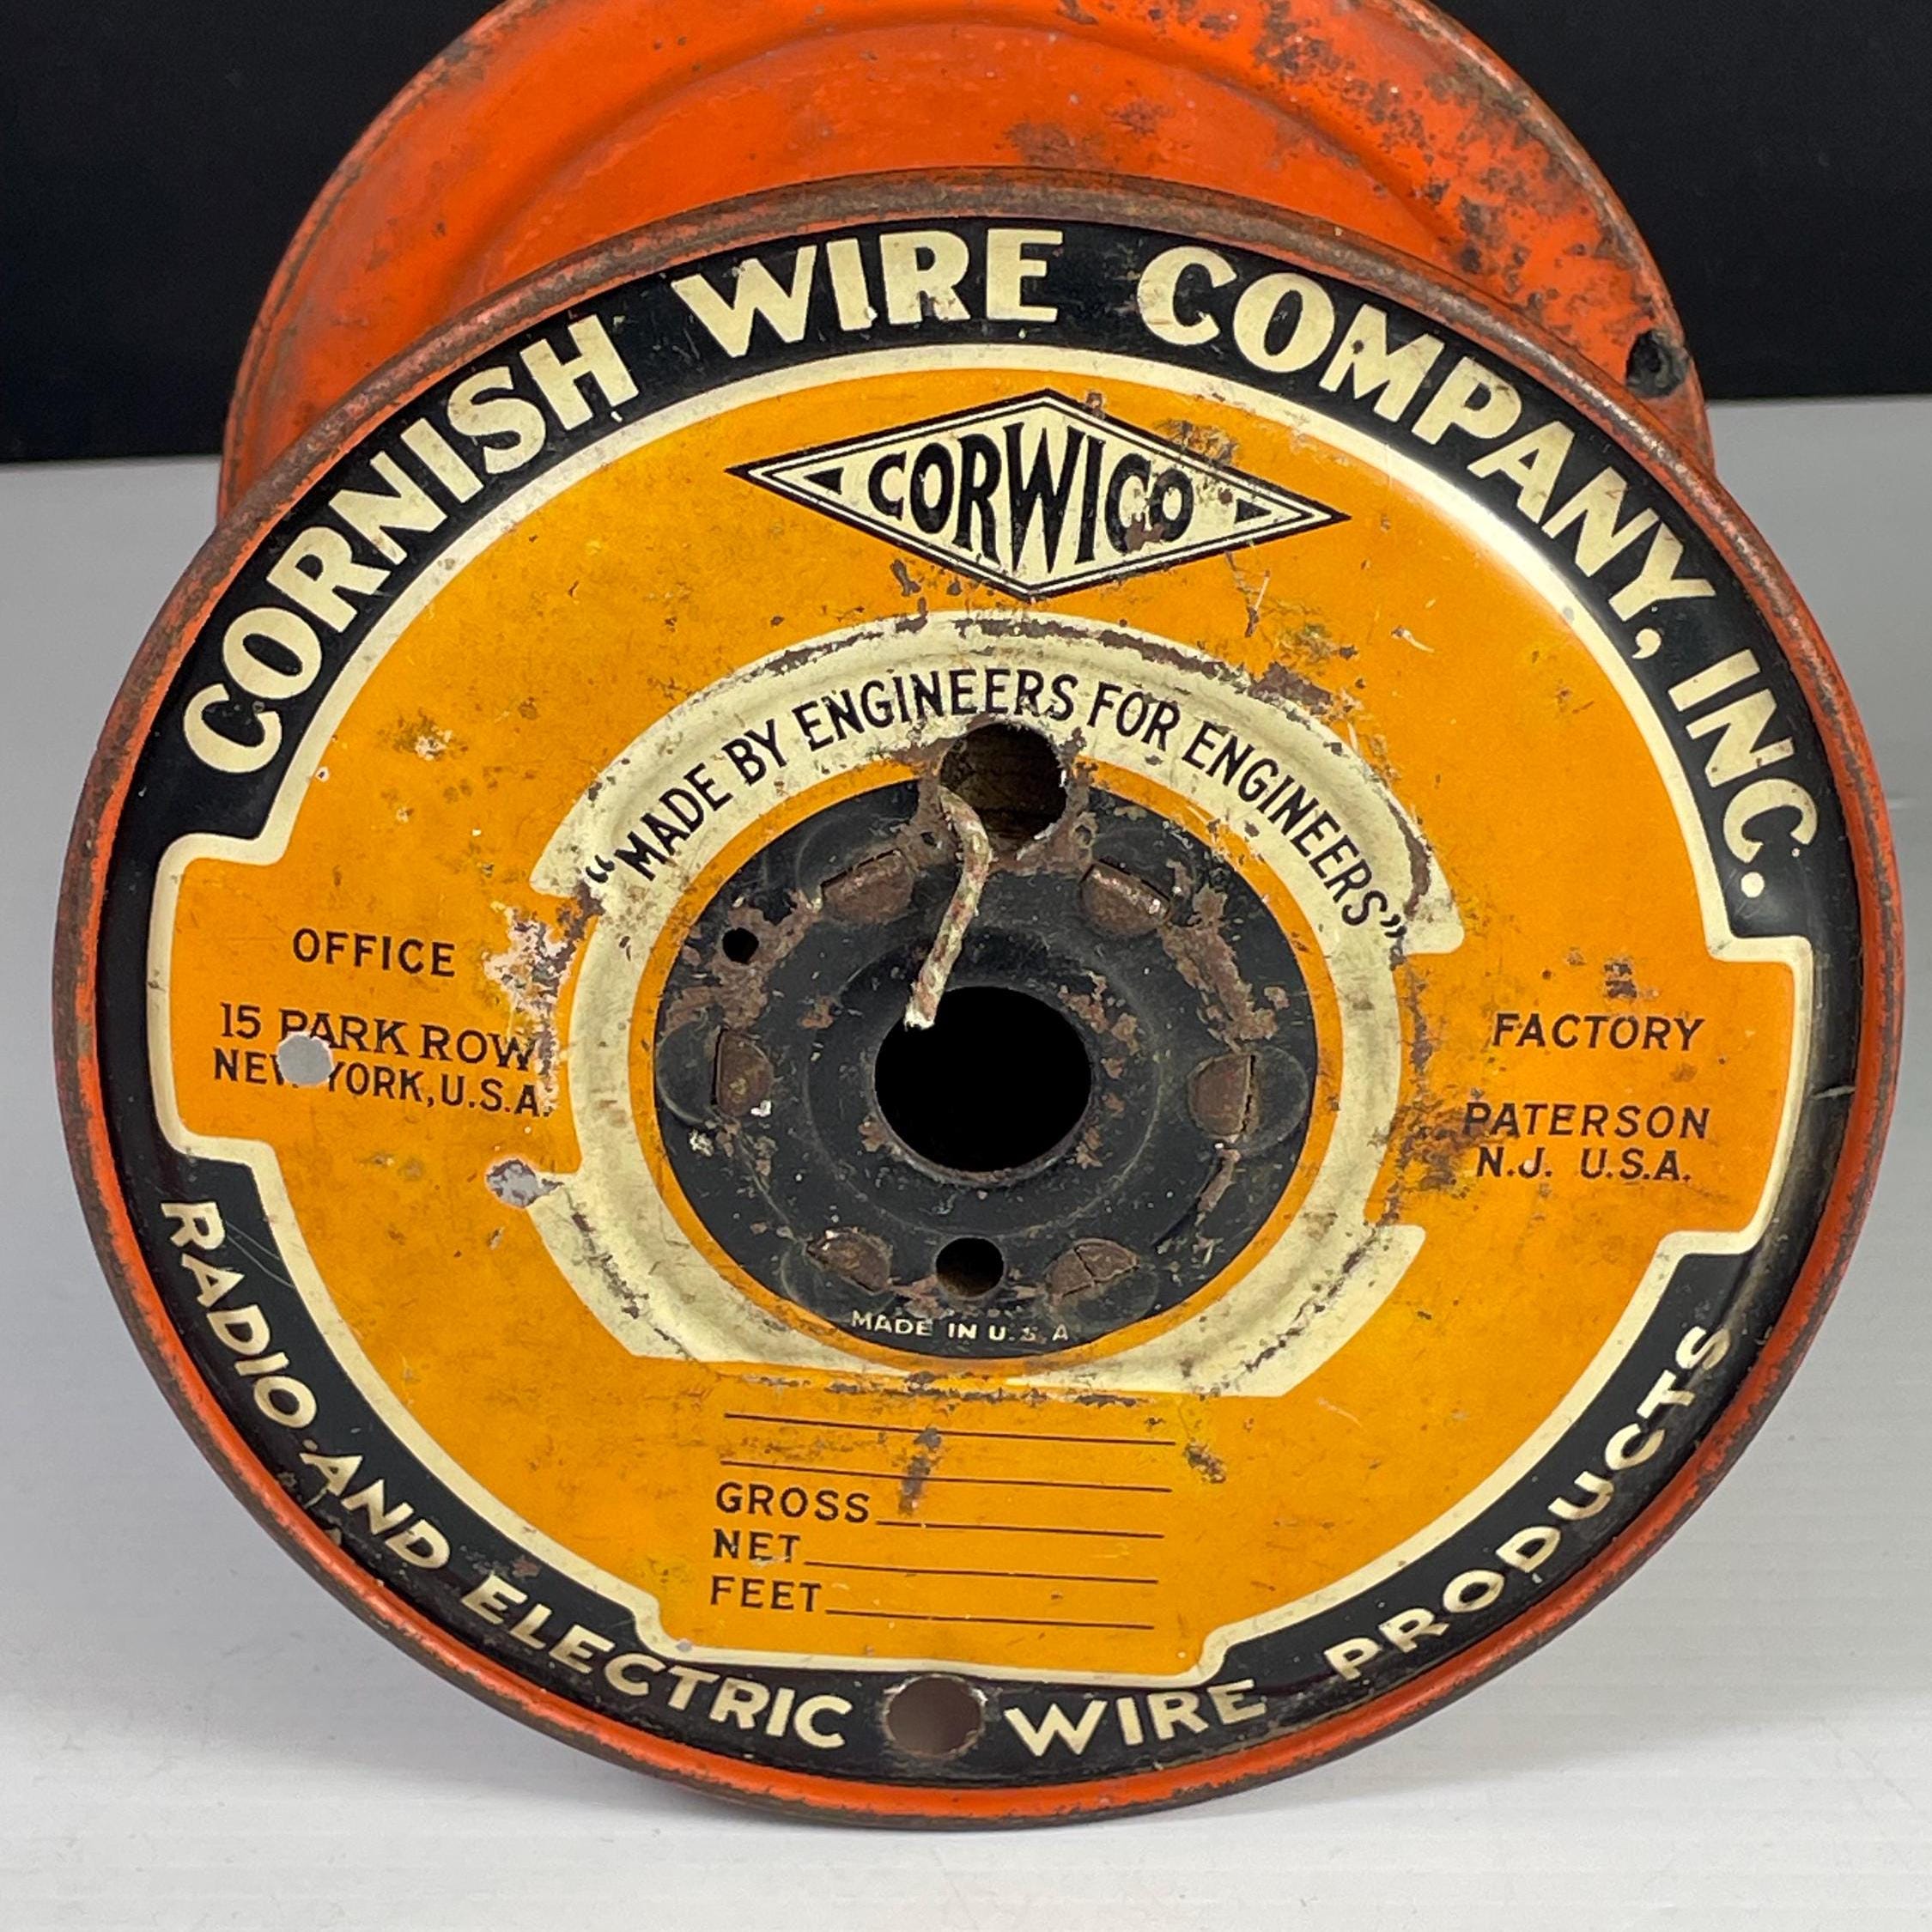 CORNISH WIRE COMPANY, INC.
CORWICO
"MADE BY ENGINEERS FOR ENGINEERS"
OFFICE
15 PARK ROW
NEW YORK, U.S.A.
FACTORY
PATERSON
N.J. U.S.A.
MADE IN U.S.A
GROSS
NET
FEET
RADIO AND ELECTRIC WIRE PRODUCTS